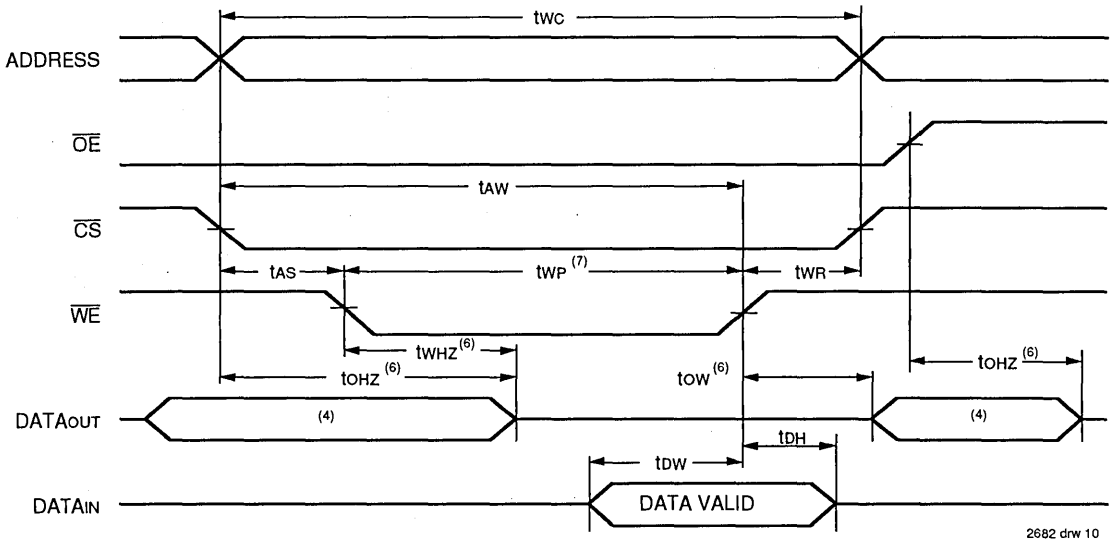 tWC
ADDRESS
OE
tAW
CS
tAS tWP (7) tWR
WE
tWHZ (6)
tOHZ (6) tOW (6) tOHZ (6)
DATAOUT (4) (4)
tDH
tDW
DATAIN DATA VALID
2682 drw 10